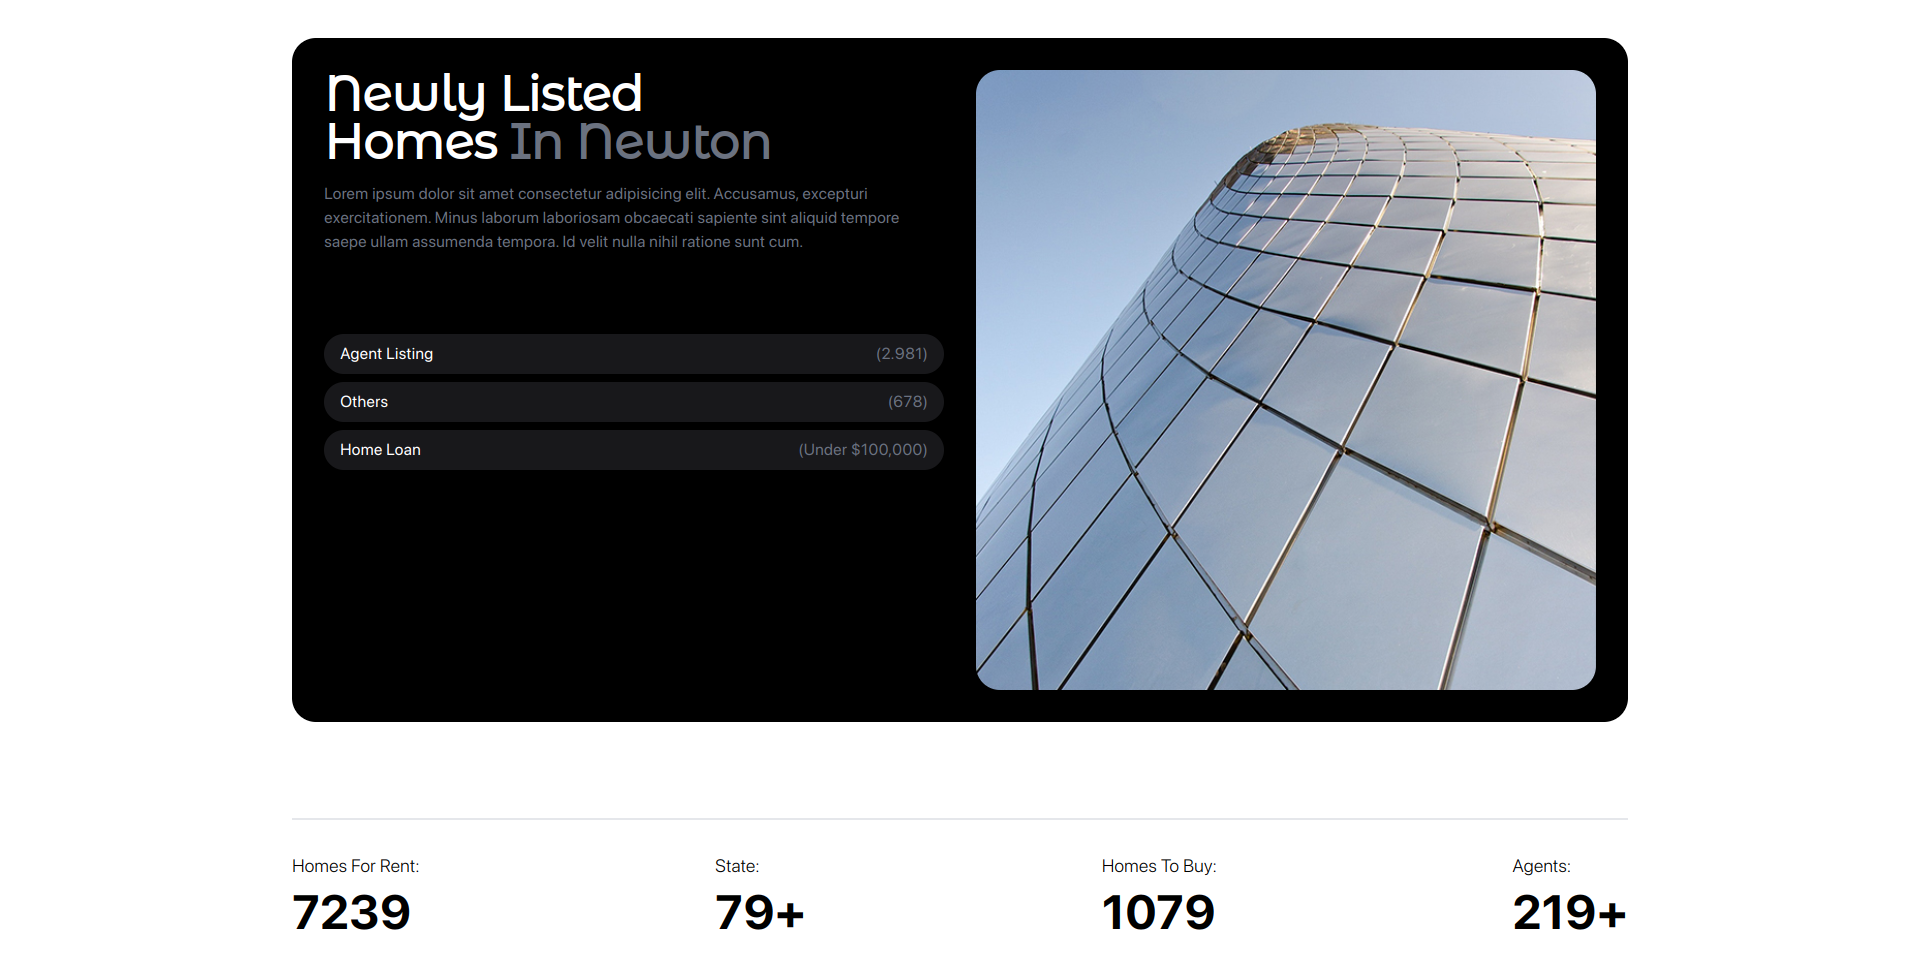 Newly Listed
Homes In Newton
Lorem ipsum dolor sit amet consectetur adipisicing elit. Accusamus, excepturi
exercitationem. Minus laborum laboriosam obcaecati sapiente sint aliquid tempore
saepe ullam assumenda tempora. Id velit nulla nihil ratione sunt cum.
Agent Listing (2.981)
Others (678)
Home Loan (Under $100,000)
Homes For Rent: State: Homes To Buy: Agents:
7239 79+ 1079 219+